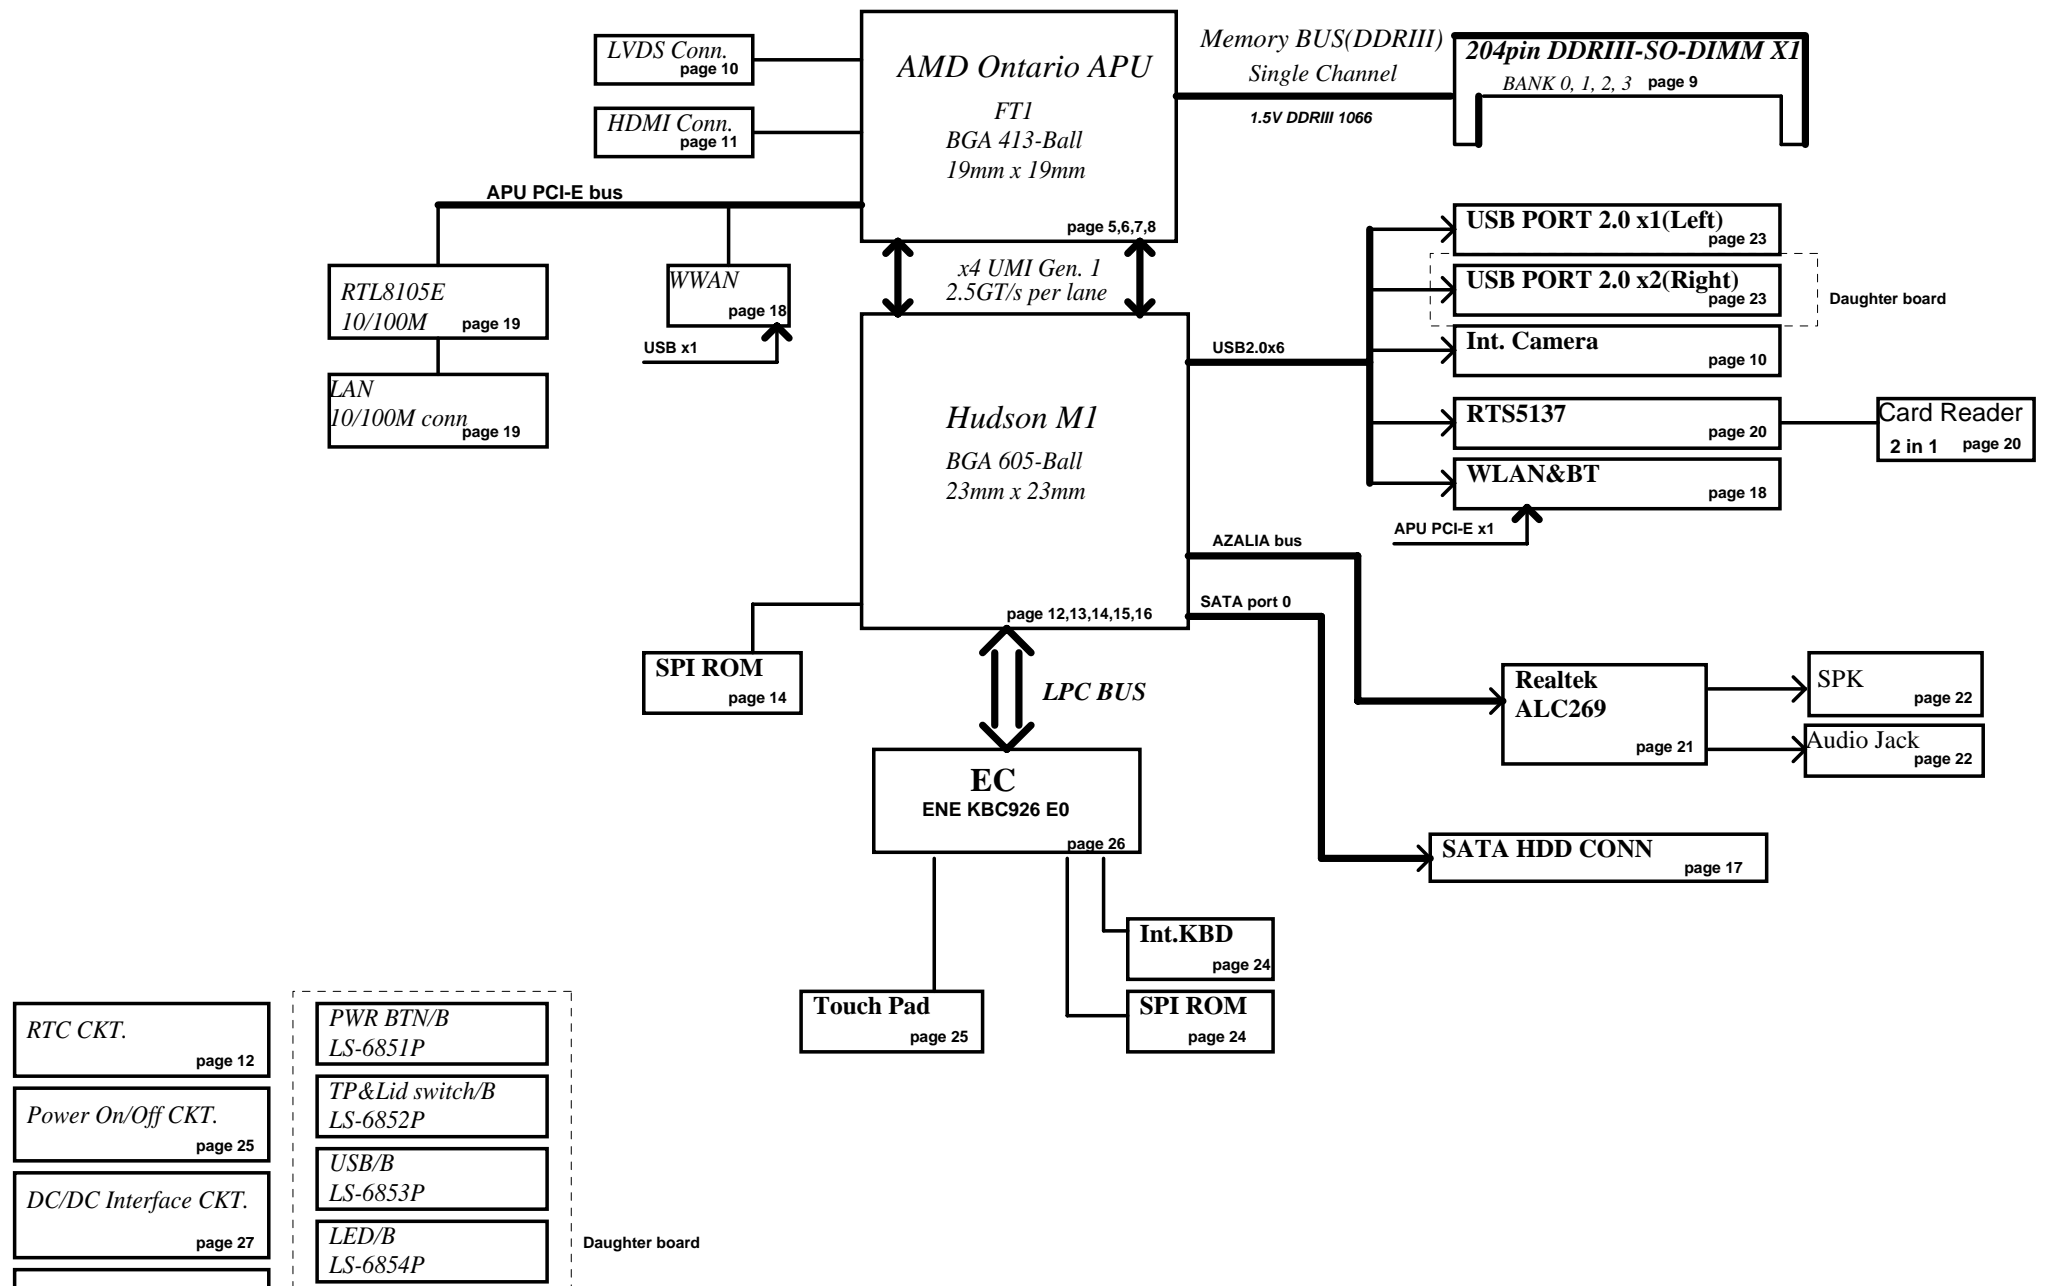 LVDS Conn.
page 10
HDMI Conn.
page 11
AMD Ontario APU
FT1
BGA 413-Ball
19mm x 19mm
page 5,6,7,8
Memory BUS(DDRIII)
Single Channel
1.5V DDRIII 1066
204pin DDRIII-SO-DIMM X1
BANK 0, 1, 2, 3 page 9
APU PCI-E bus
RTL8105E
10/100M page 19
LAN
10/100M conn
page 19
WWAN
page 18
USB x1
x4 UMI Gen. 1
2.5GT/s per lane
Hudson M1
BGA 605-Ball
23mm x 23mm
page 12,13,14,15,16
USB2.0x6
USB PORT 2.0 x1(Left)
page 23
USB PORT 2.0 x2(Right)
page 23
Daughter board
Int. Camera
page 10
RTS5137
page 20
Card Reader
2 in 1 page 20
WLAN&BT
page 18
APU PCI-E x1
AZALIA bus
SATA port 0
SPI ROM
page 14
LPC BUS
Realtek
ALC269
page 21
SPK
page 22
Audio Jack
page 22
EC
ENE KBC926 E0
page 26
SATA HDD CONN
page 17
Int.KBD
page 24
Touch Pad
page 25
SPI ROM
page 24
RTC CKT.
page 12
Power On/Off CKT.
page 25
DC/DC Interface CKT.
page 27
PWR BTN/B
LS-6851P
TP&Lid switch/B
LS-6852P
USB/B
LS-6853P
LED/B
LS-6854P
Daughter board